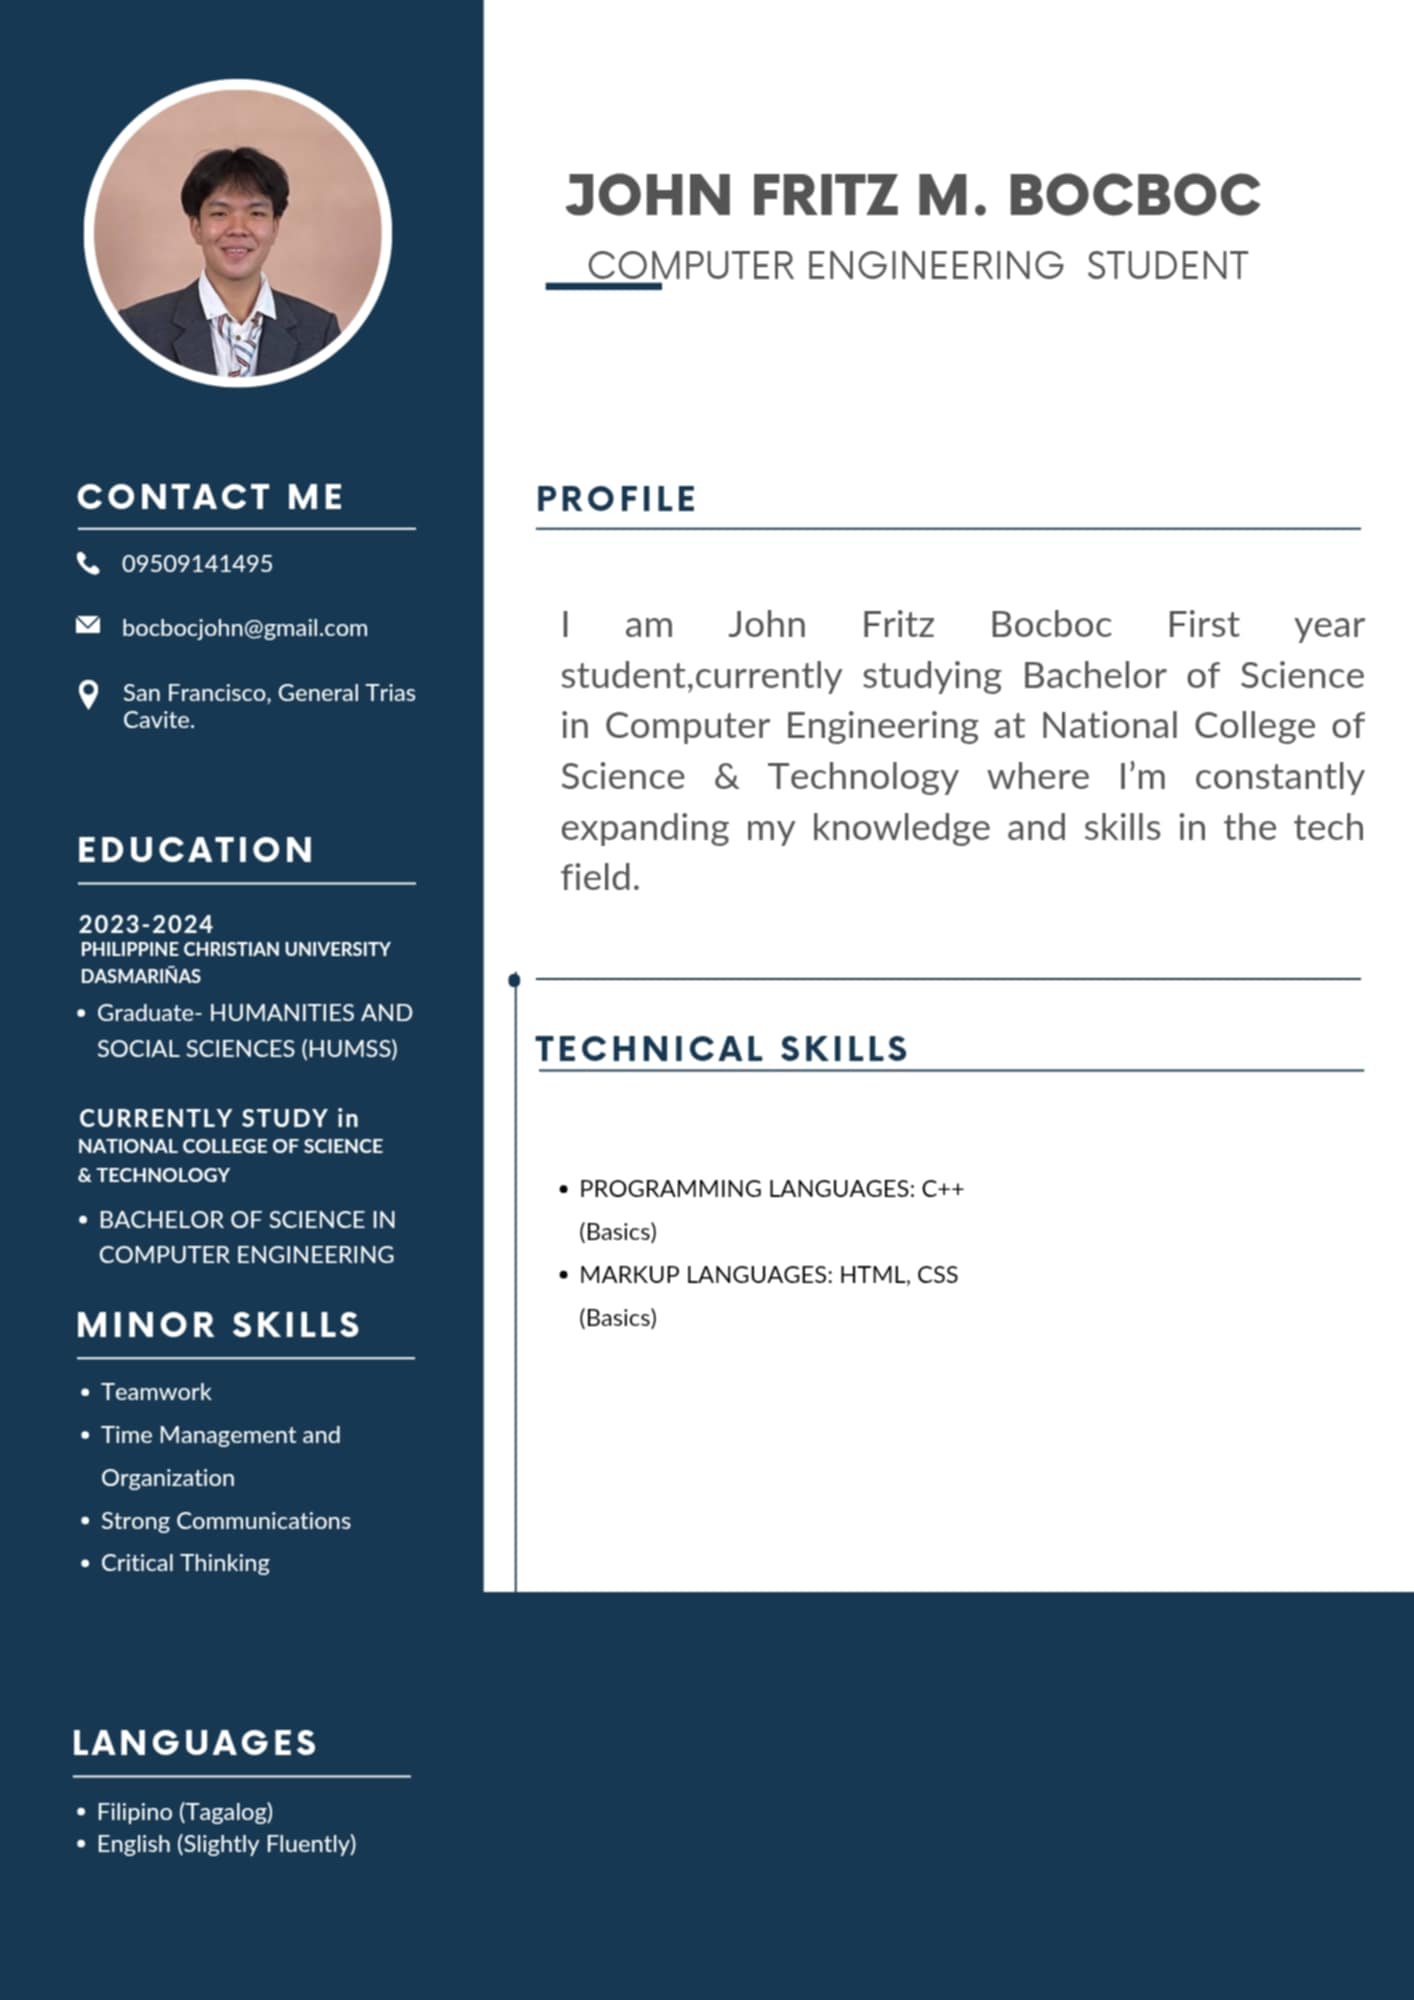 JOHN FRITZ M. BOCBOC
COMPUTER ENGINEERING STUDENT
CONTACT ME
09509141495
bocbocjohn@gmail.com
San Francisco, General Trias
Cavite.
EDUCATION
2023-2024
PHILIPPINE CHRISTIAN UNIVERSITY
DASMARIÑAS
• Graduate- HUMANITIES AND
SOCIAL SCIENCES (HUMSS)
CURRENTLY STUDY in
NATIONAL COLLEGE OF SCIENCE
& TECHNOLOGY
• BACHELOR OF SCIENCE IN
COMPUTER ENGINEERING
MINOR SKILLS
• Teamwork
• Time Management and
Organization
• Strong Communications
• Critical Thinking
LANGUAGES
• Filipino (Tagalog)
• English (Slightly Fluently)
PROFILE
I am John Fritz Bocboc First year
student,currently studying Bachelor of Science
in Computer Engineering at National College of
Science & Technology where I’m constantly
expanding my knowledge and skills in the tech
field.
TECHNICAL SKILLS
• PROGRAMMING LANGUAGES: C++
(Basics)
• MARKUP LANGUAGES: HTML, CSS
(Basics)